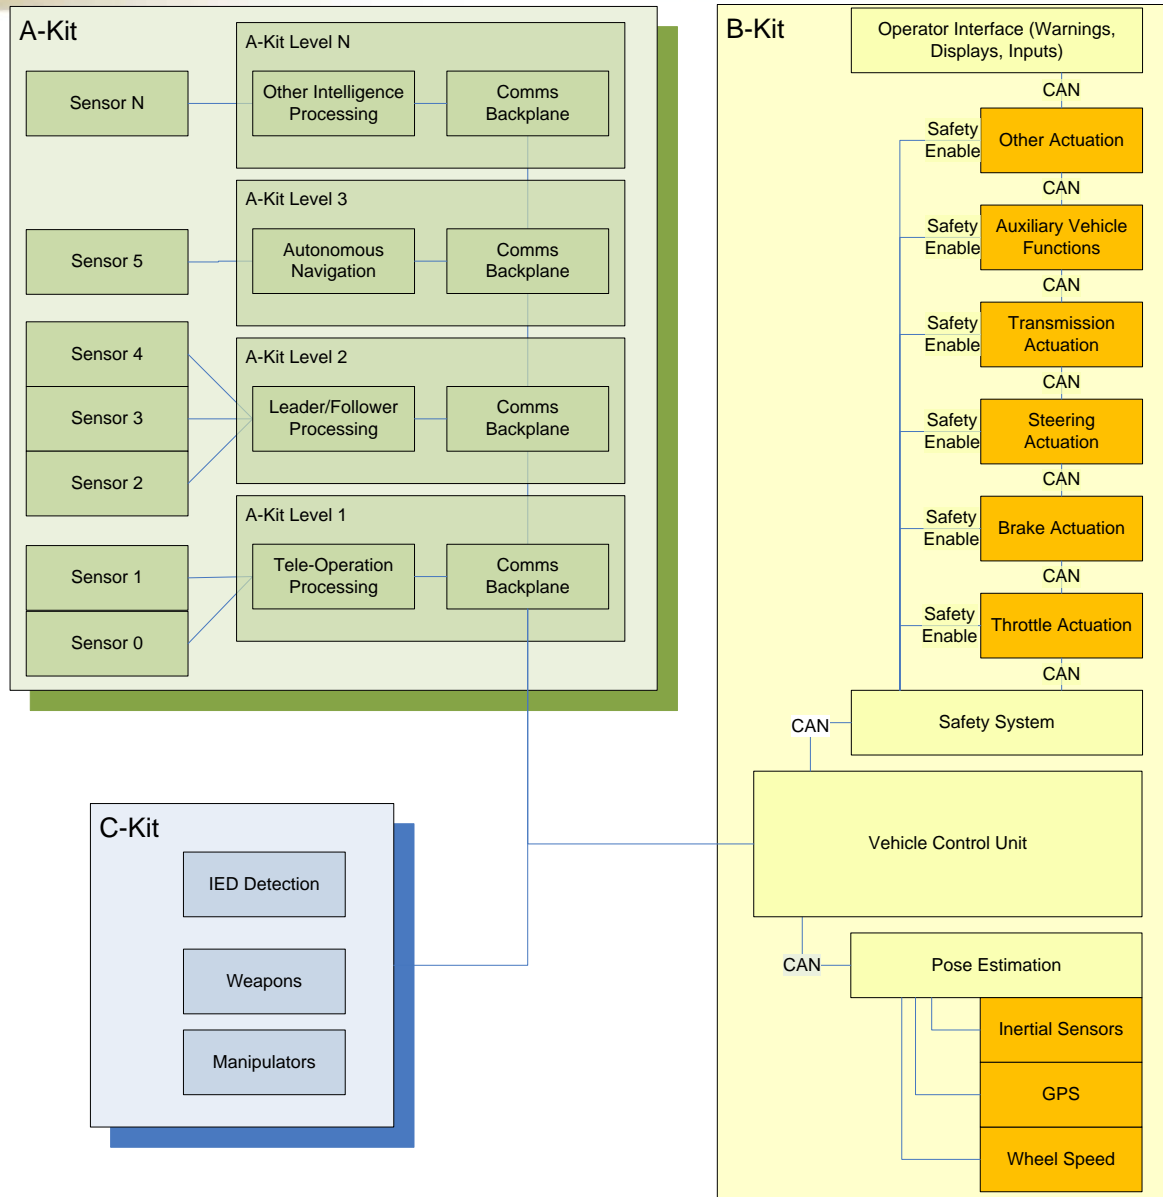 A-Kit
A-Kit Level N
Sensor N
Other Intelligence
Processing
Comms
Backplane
A-Kit Level 3
Sensor 5
Autonomous
Navigation
Comms
Backplane
A-Kit Level 2
Sensor 4
Sensor 3
Sensor 2
Leader/Follower
Processing
Comms
Backplane
A-Kit Level 1
Sensor 1
Sensor 0
Tele-Operation
Processing
Comms
Backplane
C-Kit
IED Detection
Weapons
Manipulators
B-Kit
Operator Interface (Warnings,
Displays, Inputs)
CAN
Safety
Enable
Other Actuation
CAN
Safety
Enable
Auxiliary Vehicle
Functions
CAN
Safety
Enable
Transmission
Actuation
CAN
Safety
Enable
Steering
Actuation
CAN
Safety
Enable
Brake Actuation
CAN
Safety
Enable
Throttle Actuation
CAN
Safety System
CAN
Vehicle Control Unit
CAN
Pose Estimation
Inertial Sensors
GPS
Wheel Speed